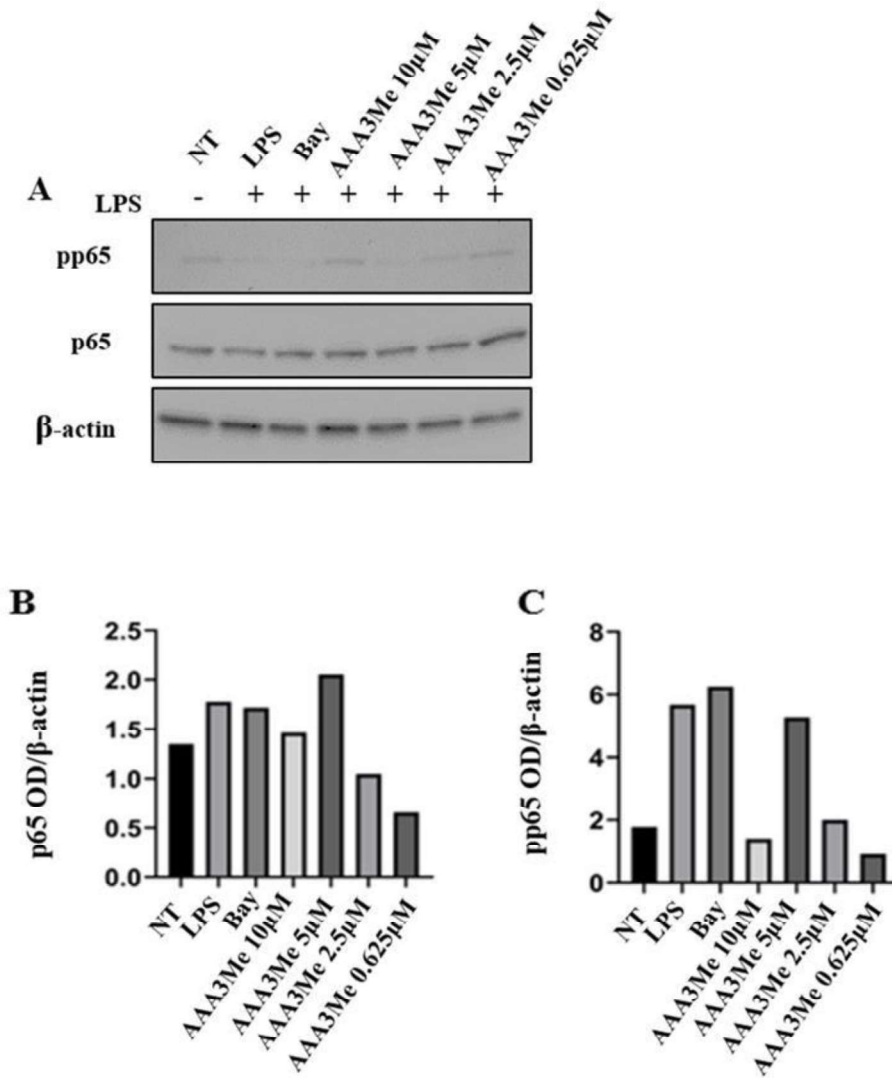 NT LPS Bay AAA3Me 10µM AAA3Me 5µM AAA3Me 2.5µM AAA3Me 0.625µM
A LPS - + + + + + +
pp65
p65
β-actin
B
p65 OD/β-actin
2.5
2.0
1.5
1.0
0.5
0.0
NT LPS Bay AAA3Me 10µM AAA3Me 5µM AAA3Me 2.5µM AAA3Me 0.625µM
C
pp65 OD/β-actin
8
6
4
2
0
NT LPS Bay AAA3Me 10µM AAA3Me 5µM AAA3Me 2.5µM AAA3Me 0.625µM